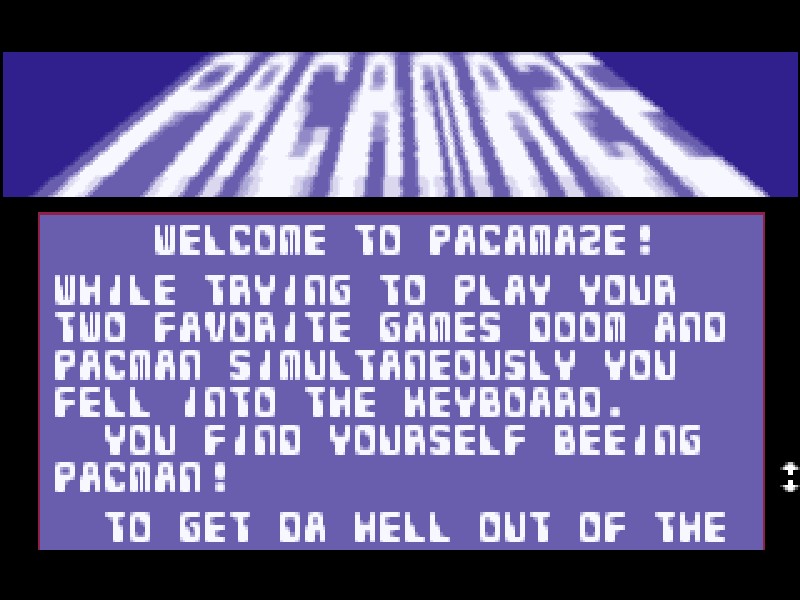 PACAMAZE
WELCOME TO PACAMAZE!
WHILE TRYING TO PLAY YOUR
TWO FAVORITE GAMES DOOM AND
PACMAN SIMULTANEOUSLY YOU
FELL INTO THE KEYBOARD.
YOU FIND YOURSELF BEEING
PACMAN!
TO GET DA HELL OUT OF THE